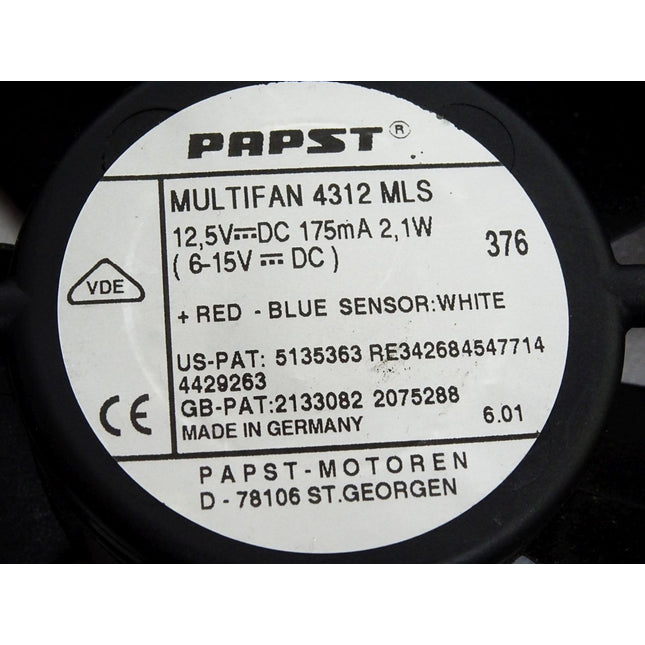 PAPST®
MULTIFAN 4312 MLS
12,5V⎓DC 175mA 2,1W
( 6-15V ⎓ DC )
376
VDE
+ RED - BLUE SENSOR:WHITE
US-PAT: 5135363 RE342684547714
4429263
GB-PAT:2133082 2075288
CE
MADE IN GERMANY
6.01
PAPST-MOTOREN
D - 78106 ST.GEORGEN